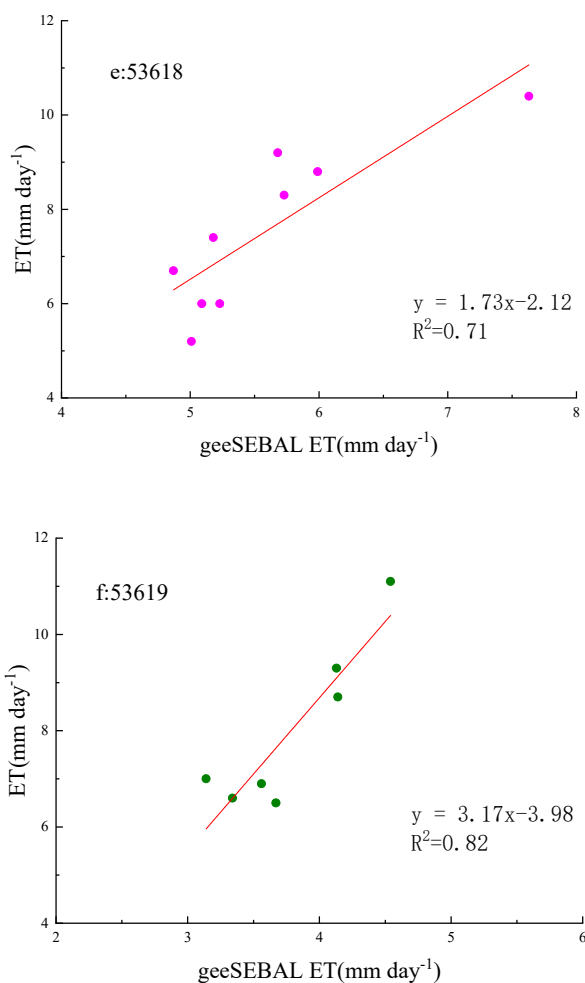 12
e:53618
10
8
6
4
ET(mm day⁻¹)
y = 1.73x-2.12
R²=0.71
4 5 6 7 8
geeSEBAL ET(mm day⁻¹)
12
f:53619
10
8
6
4
ET(mm day⁻¹)
y = 3.17x-3.98
R²=0.82
2 3 4 5 6
geeSEBAL ET(mm day⁻¹)